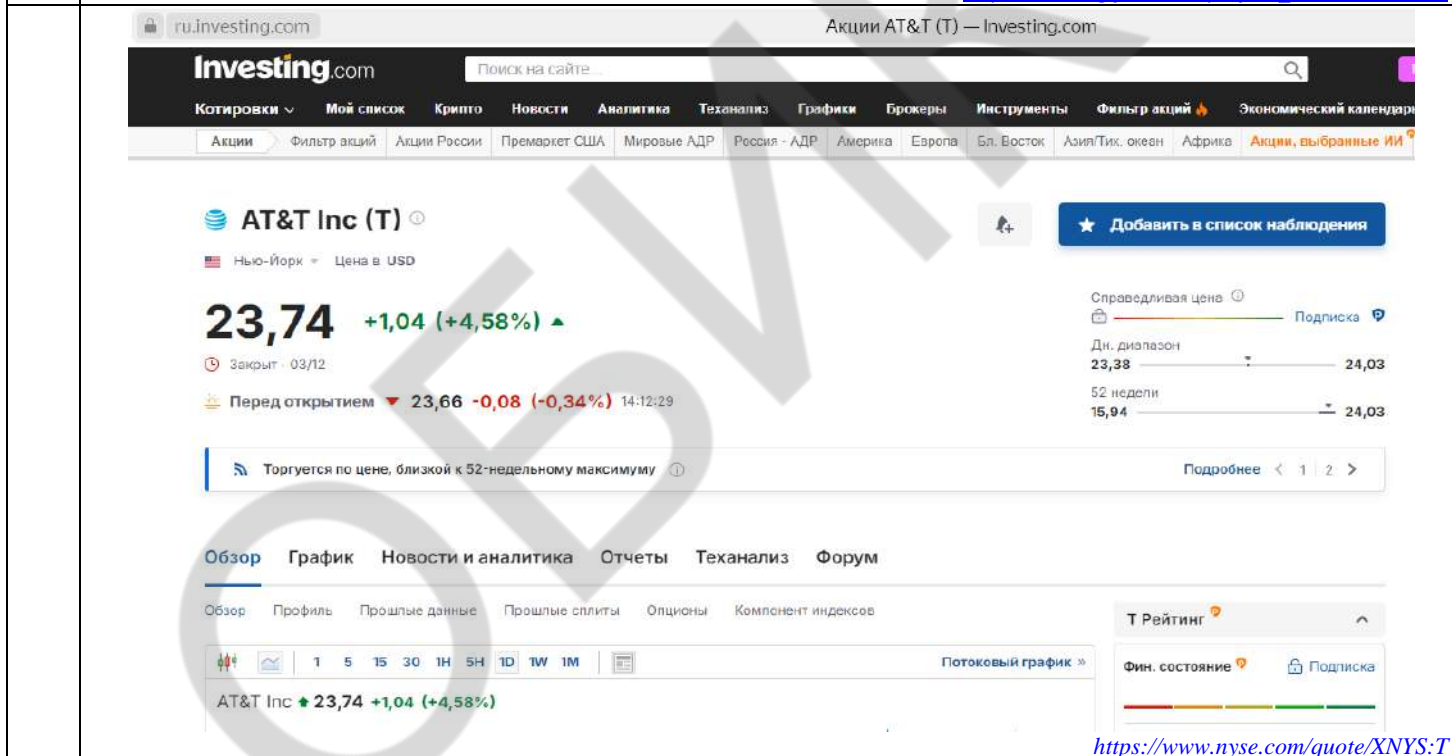 ru.investing.com
Акции AT&T (T) — Investing.com
Investing.com
Поиск на сайте...
Котировки Мой список Крипто Новости Аналитика Теханализ Графики Брокеры Инструменты Фильтр акций Экономический календарь
Акции Фильтр акций Акции России Премаркет США Мировые АДР Россия - АДР Америка Европа Бл. Восток Азия/Тих. океан Африка Акции, выбранные ИИ
AT&T Inc (T)
Добавить в список наблюдения
Нью-Йорк Цена в USD
23,74 +1,04 (+4,58%)
Справедливая цена
Подписка
Закрыт · 03/12
Дн. диапазон
23,38 24,03
Перед открытием 23,66 -0,08 (-0,34%) 14:12:29
52 недели
15,94 24,03
Торгуется по цене, близкой к 52-недельному максимуму
Подробнее < 1 2 >
Обзор График Новости и аналитика Отчеты Теханализ Форум
Обзор Профиль Прошлые данные Прошлые сплиты Опционы Компонент индексов
T Рейтинг
1 5 15 30 1H 5H 1D 1W 1M
Потоковый график »
Фин. состояние Подписка
AT&T Inc 23,74 +1,04 (+4,58%)
https://www.nyse.com/quote/XNYS:T